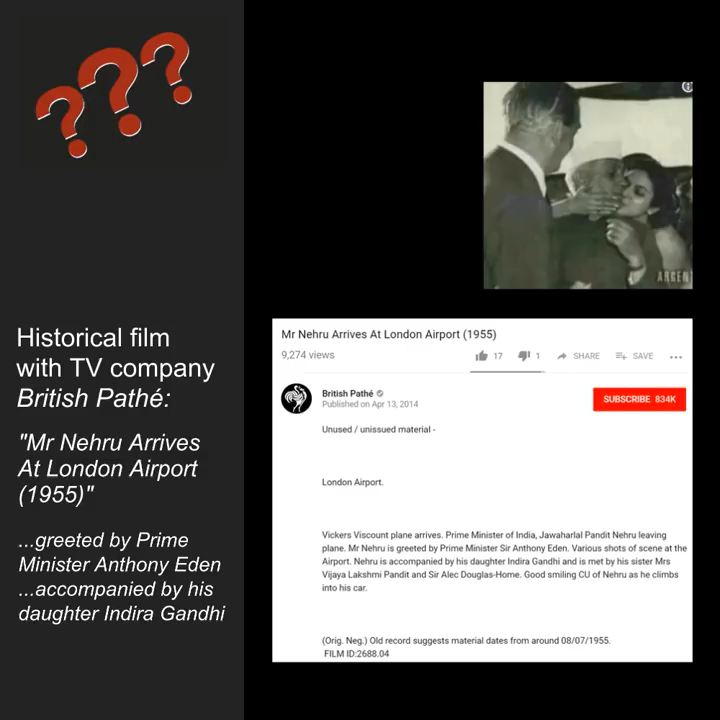 ???
Historical film
with TV company
British Pathé:
"Mr Nehru Arrives
At London Airport
(1955)"
...greeted by Prime
Minister Anthony Eden
...accompanied by his
daughter Indira Gandhi
ARGEN
Mr Nehru Arrives At London Airport (1955)
9,274 views
17
1
SHARE
SAVE
British Pathé
Published on Apr 13, 2014
SUBSCRIBE 834K
Unused / unissued material -
London Airport.
Vickers Viscount plane arrives. Prime Minister of India, Jawaharlal Pandit Nehru leaving
plane. Mr Nehru is greeted by Prime Minister Sir Anthony Eden. Various shots of scene at the
Airport. Nehru is accompanied by his daughter Indira Gandhi and is met by his sister Mrs
Vijaya Lakshmi Pandit and Sir Alec Douglas-Home. Good smiling CU of Nehru as he climbs
into his car.
(Orig. Neg.) Old record suggests material dates from around 08/07/1955.
FILM ID:2688.04